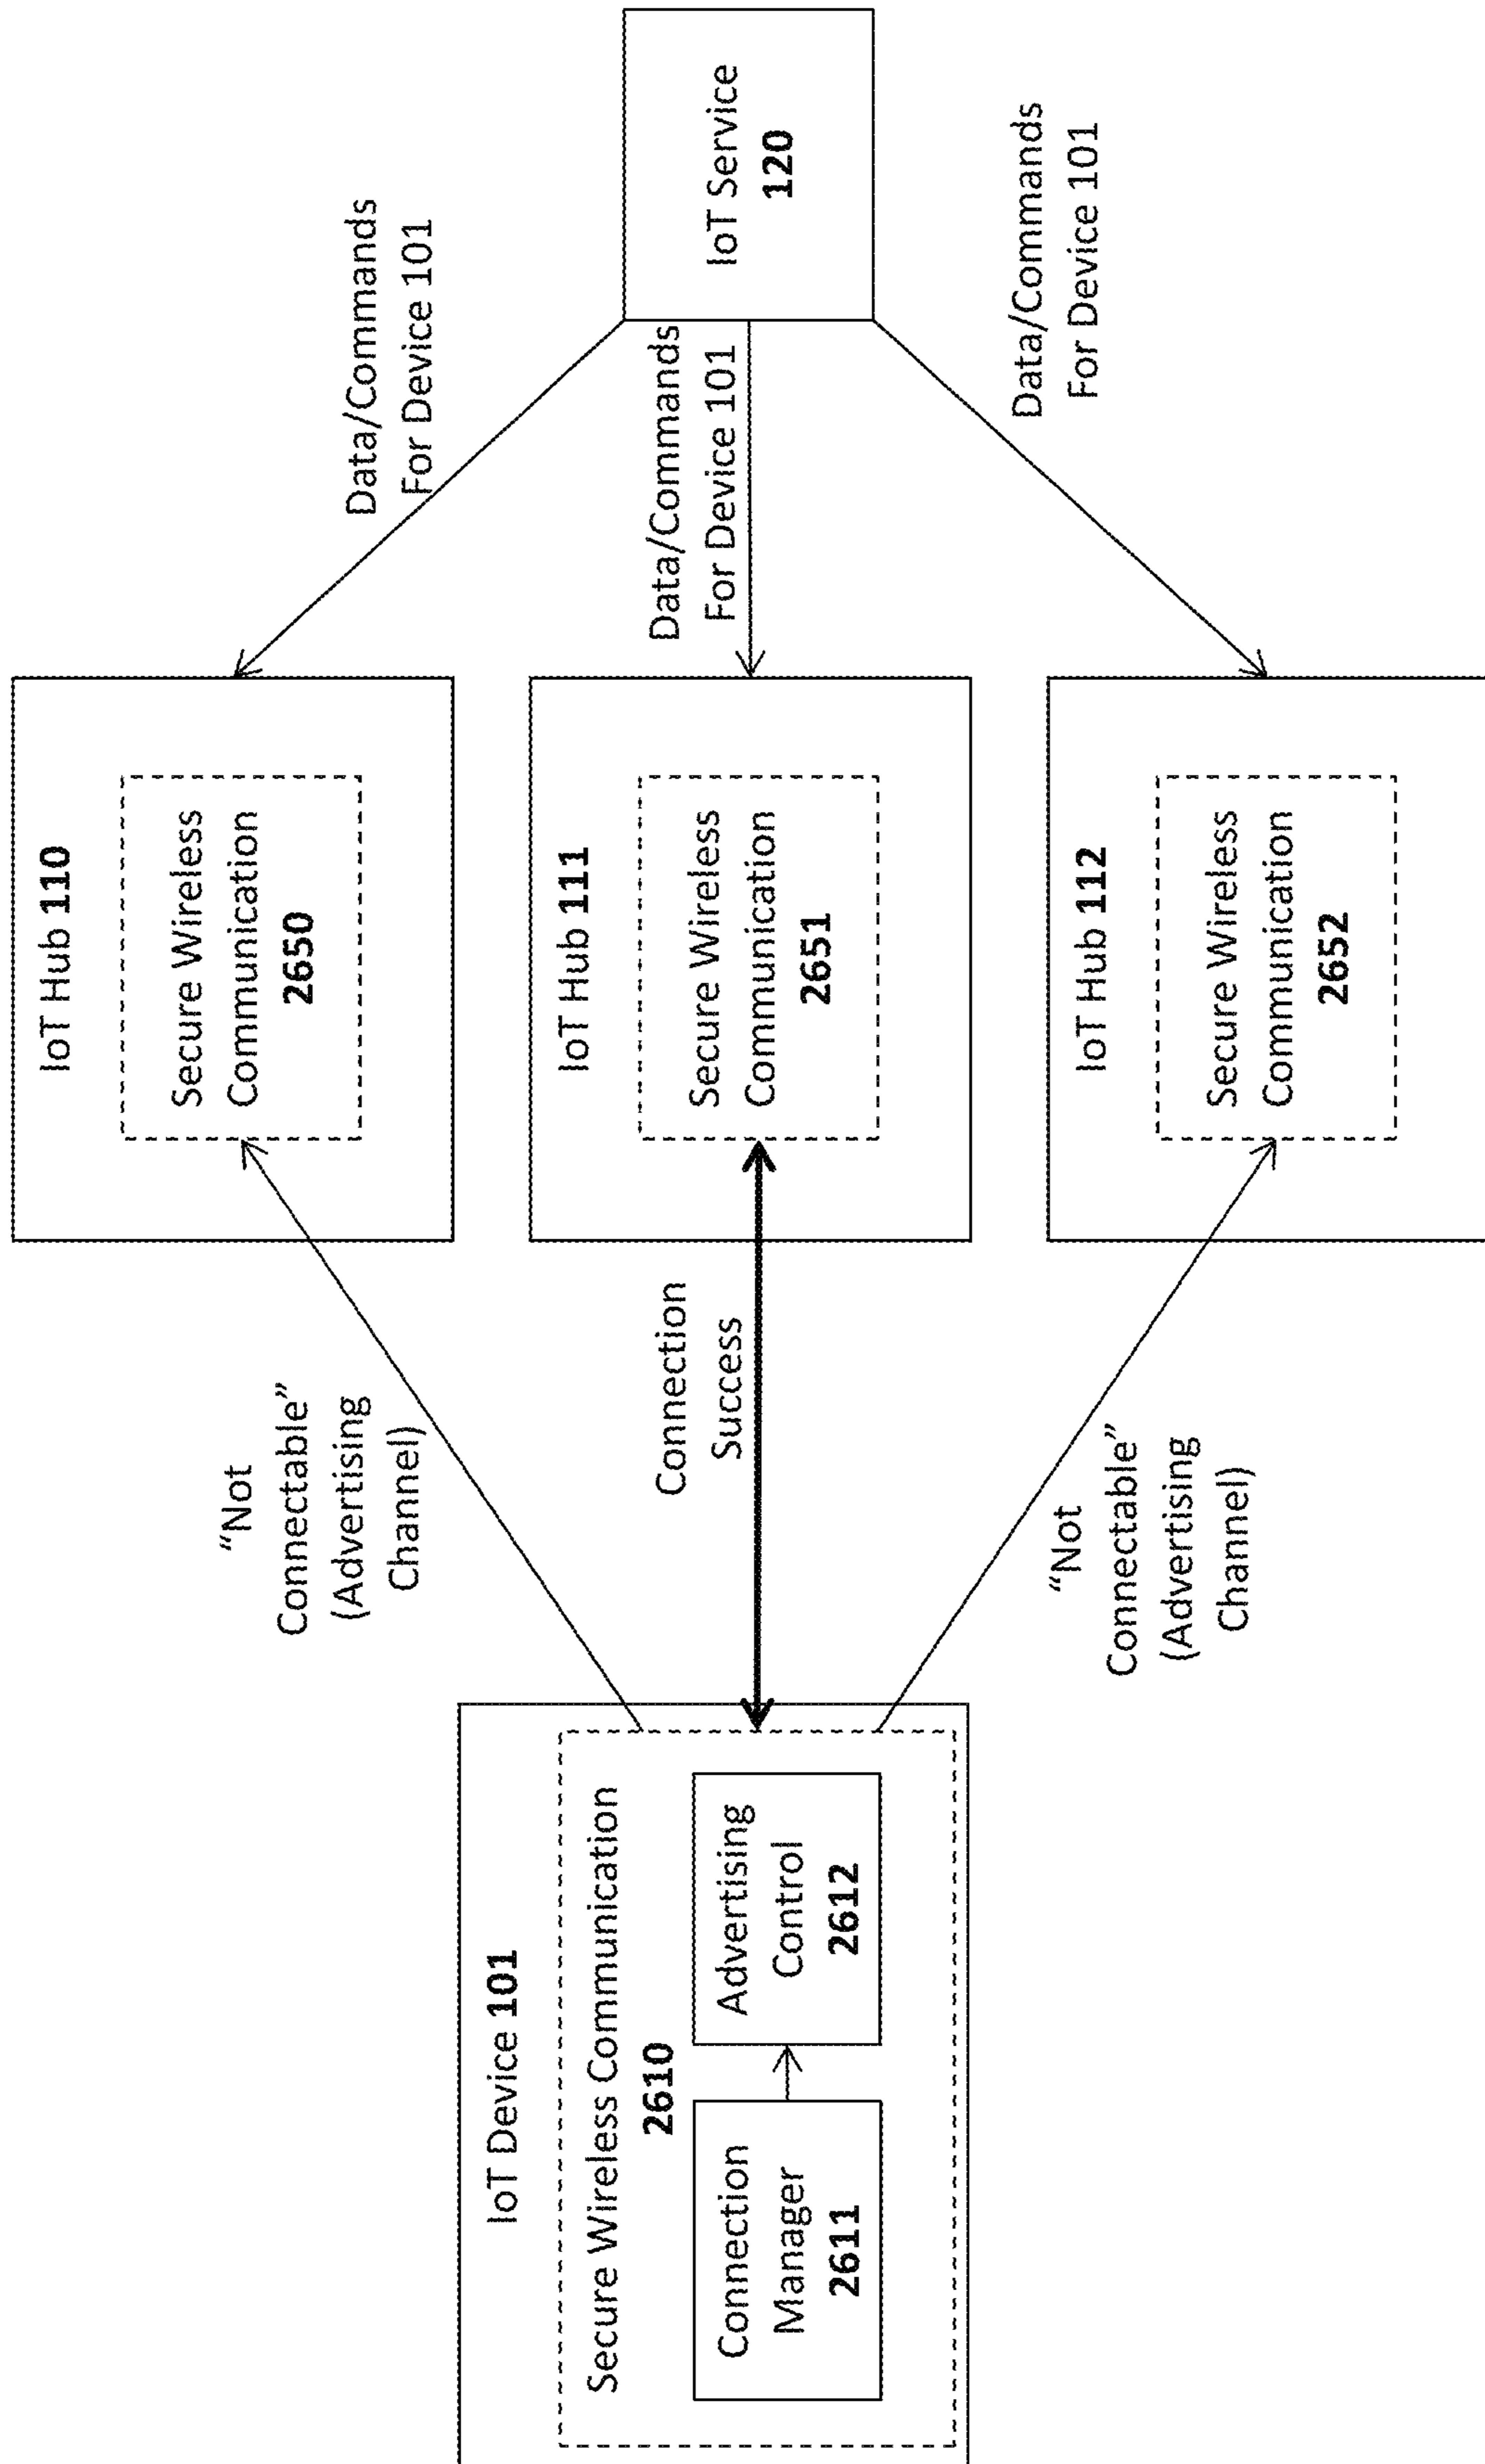 IoT Device 101
Secure Wireless Communication
2610
Connection
Manager
2611
Advertising
Control
2612
“Not
Connectable”
(Advertising
Channel)
Connection
Success
“Not
Connectable”
(Advertising
Channel)
IoT Hub 110
Secure Wireless
Communication
2650
IoT Hub 111
Secure Wireless
Communication
2651
IoT Hub 112
Secure Wireless
Communication
2652
Data/Commands
For Device 101
Data/Commands
For Device 101
Data/Commands
For Device 101
IoT Service
120